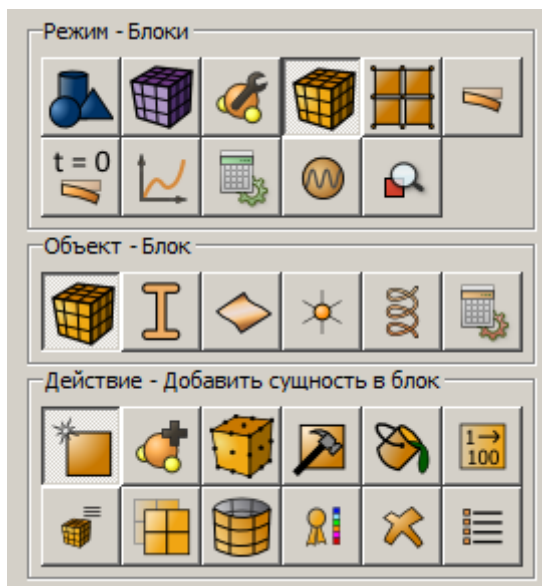 Режим - Блоки
t = 0
Объект - Блок
Действие - Добавить сущность в блок
1→
100